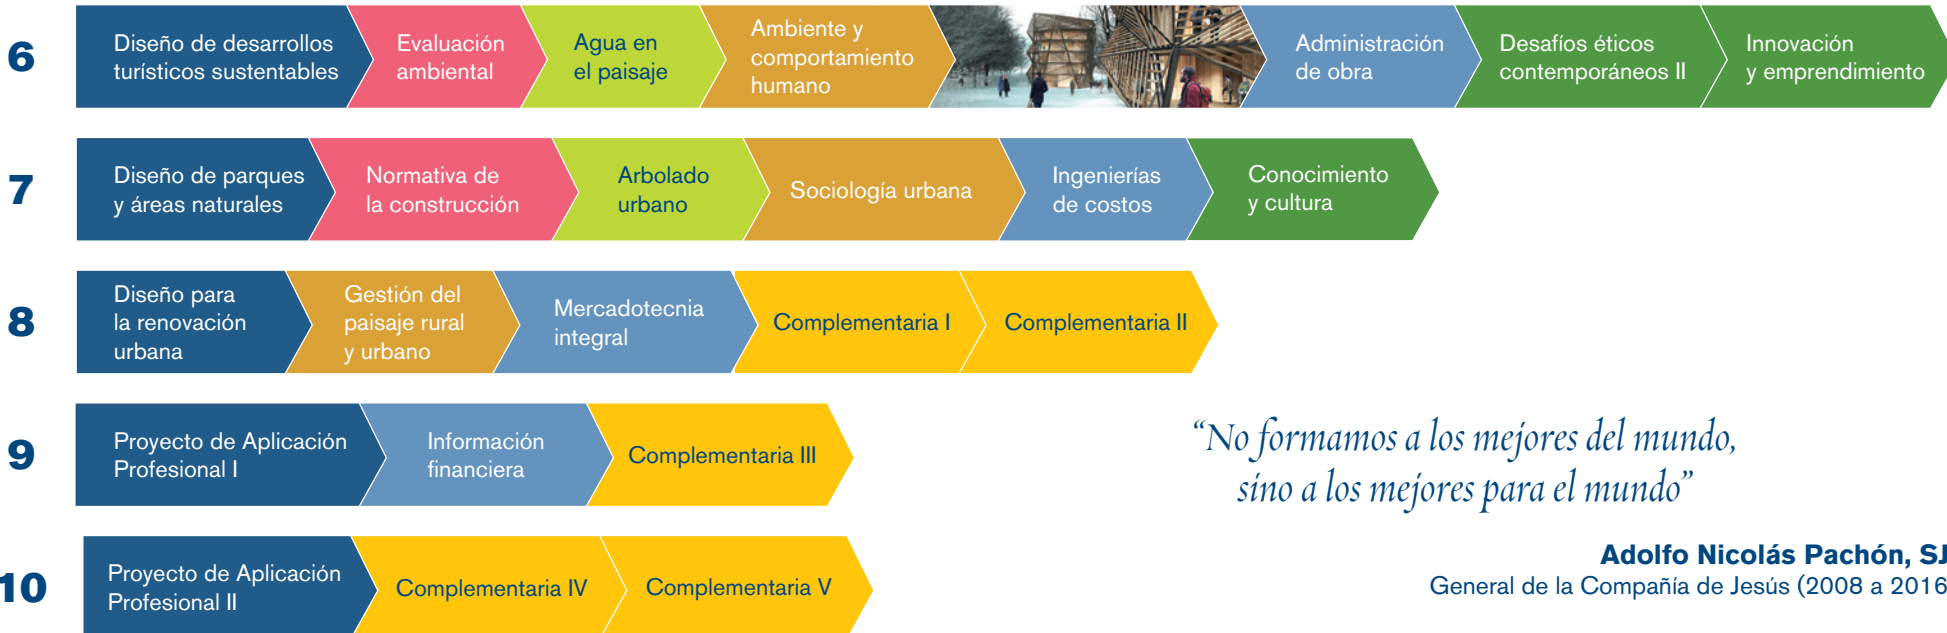 6
Diseño de desarrollos
turísticos sustentables
Evaluación
ambiental
Agua en
el paisaje
Ambiente y
comportamiento
humano
Administración
de obra
Desafíos éticos
contemporáneos II
Innovación
y emprendimiento
7
Diseño de parques
y áreas naturales
Normativa de
la construcción
Arbolado
urbano
Sociología urbana
Ingenierías
de costos
Conocimiento
y cultura
8
Diseño para
la renovación
urbana
Gestión del
paisaje rural
y urbano
Mercadotecnia
integral
Complementaria I
Complementaria II
9
Proyecto de Aplicación
Profesional I
Información
financiera
Complementaria III
10
Proyecto de Aplicación
Profesional II
Complementaria IV
Complementaria V
“No formamos a los mejores del mundo,
sino a los mejores para el mundo”
Adolfo Nicolás Pachón, SJ
General de la Compañía de Jesús (2008 a 2016